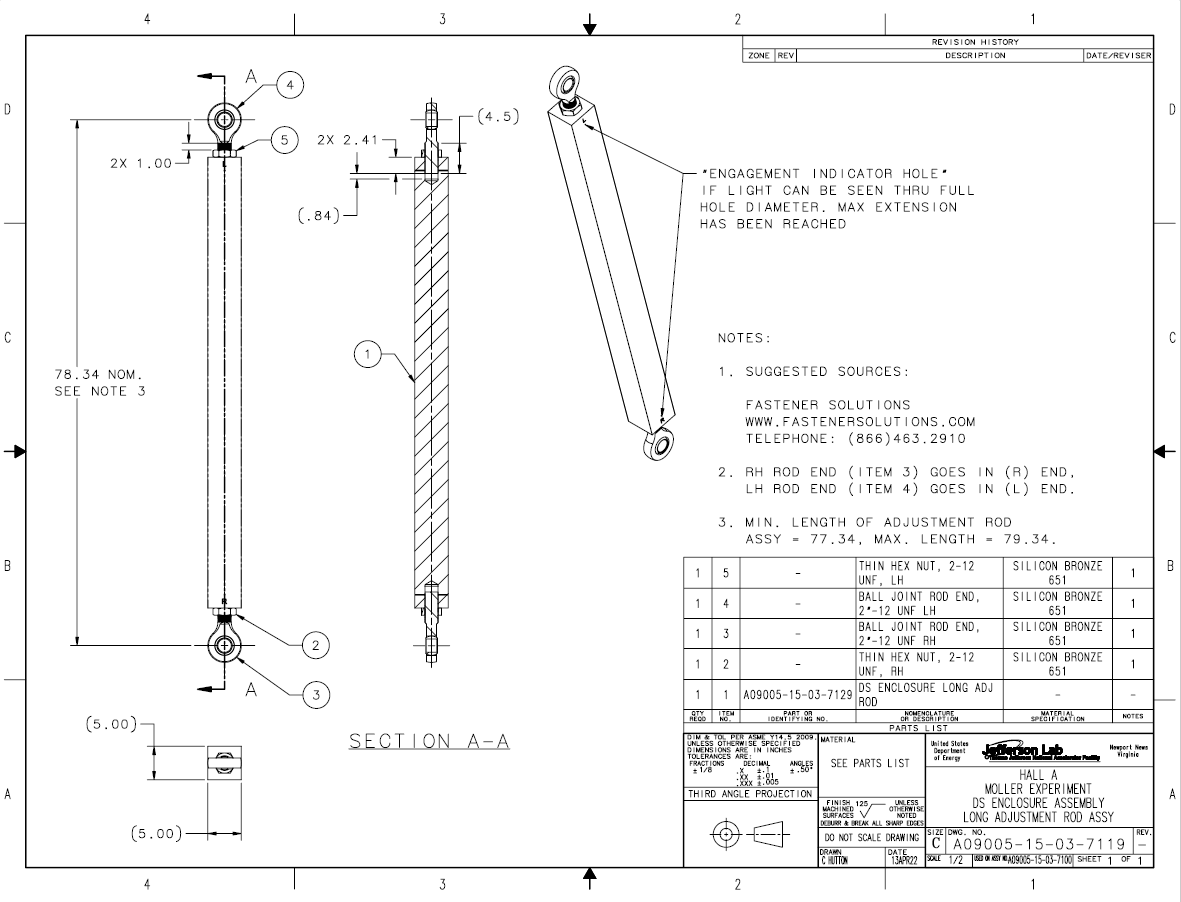 4 3 2 1
REVISION HISTORY
ZONE REV DESCRIPTION DATE/REVISER
D D
C C
B B
A A
A
4
5
2X 1.00
2X 2.41
(4.5)
(.84)
"ENGAGEMENT INDICATOR HOLE"
IF LIGHT CAN BE SEEN THRU FULL
HOLE DIAMETER. MAX EXTENSION
HAS BEEN REACHED
L
L
1
78.34 NOM.
SEE NOTE 3
R
R
2
3
A
(5.00)
(5.00)
SECTION A-A
NOTES:
1. SUGGESTED SOURCES:
FASTENER SOLUTIONS
WWW.FASTENERSOLUTIONS.COM
TELEPHONE: (866)463.2910
2. RH ROD END (ITEM 3) GOES IN (R) END,
LH ROD END (ITEM 4) GOES IN (L) END.
3. MIN. LENGTH OF ADJUSTMENT ROD
ASSY = 77.34, MAX. LENGTH = 79.34.
1 5 - THIN HEX NUT, 2-12 UNF, LH SILICON BRONZE 651 1
1 4 - BALL JOINT ROD END, 2"-12 UNF LH SILICON BRONZE 651 1
1 3 - BALL JOINT ROD END, 2"-12 UNF RH SILICON BRONZE 651 1
1 2 - THIN HEX NUT, 2-12 UNF, RH SILICON BRONZE 651 1
1 1 A09005-15-03-7129 DS ENCLOSURE LONG ADJ ROD - -
QTY REQD ITEM NO. PART OR IDENTIFYING NO. NOMENCLATURE OR DESCRIPTION MATERIAL SPECIFICATION NOTES
PARTS LIST
DIM & TOL PER ASME Y14.5 2009.
UNLESS OTHERWISE SPECIFIED
DIMENSIONS ARE IN INCHES
TOLERANCES ARE:
FRACTIONS DECIMAL ANGLES
±1/8 .X ±.1 ±.50°
.XX ±.01
.XXX ±.005
THIRD ANGLE PROJECTION
MATERIAL
SEE PARTS LIST
FINISH 125 UNLESS
MACHINED OTHERWISE
SURFACES NOTED
DEBURR & BREAK ALL SHARP EDGES
DO NOT SCALE DRAWING
DRAWN
C HUTTON
DATE
13APR22
United States
Department
of Energy
Jefferson Lab
Thomas Jefferson National Accelerator Facility
Newport News
Virginia
HALL A
MOLLER EXPERIMENT
DS ENCLOSURE ASSEMBLY
LONG ADJUSTMENT ROD ASSY
SIZE DWG. NO. REV.
C A09005-15-03-7119 -
SCALE 1/2 USED ON ASSY NO. A09005-15-03-7100 SHEET 1 OF 1
4 3 2 1